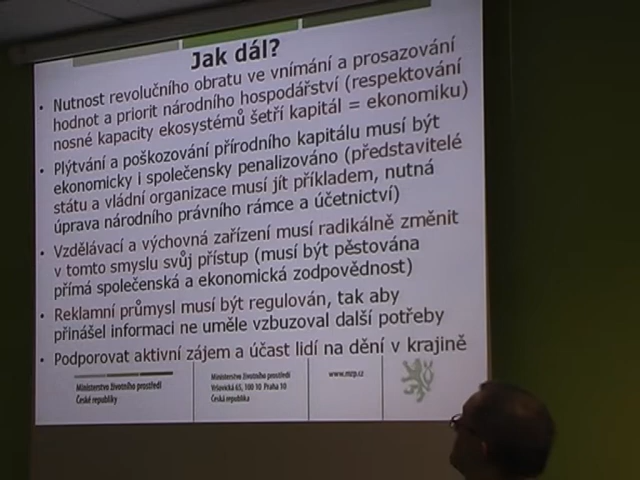 Jak dál?
• Nutnost revolučního obratu ve vnímání a prosazování
hodnot a priorit národního hospodářství (respektování
nosné kapacity ekosystémů šetří kapitál = ekonomiku)
• Plýtvání a poškozování přírodního kapitálu musí být
ekonomicky i společensky penalizováno (představitelé
státu a vládní organizace musí jít příkladem, nutná
úprava národního právního rámce a účetnictví)
• Vzdělávací a výchovná zařízení musí radikálně změnit
v tomto smyslu svůj přístup (musí být pěstována
přímá společenská a ekonomická zodpovědnost)
• Reklamní průmysl musí být regulován, tak aby
přinášel informaci ne uměle vzbuzoval další potřeby
• Podporovat aktivní zájem a účast lidí na dění v krajině
Ministerstvo životního prostředí
České republiky
Ministerstvo životního prostředí
Vršovická 65, 100 10 Praha 10
Česká republika
www.mzp.cz